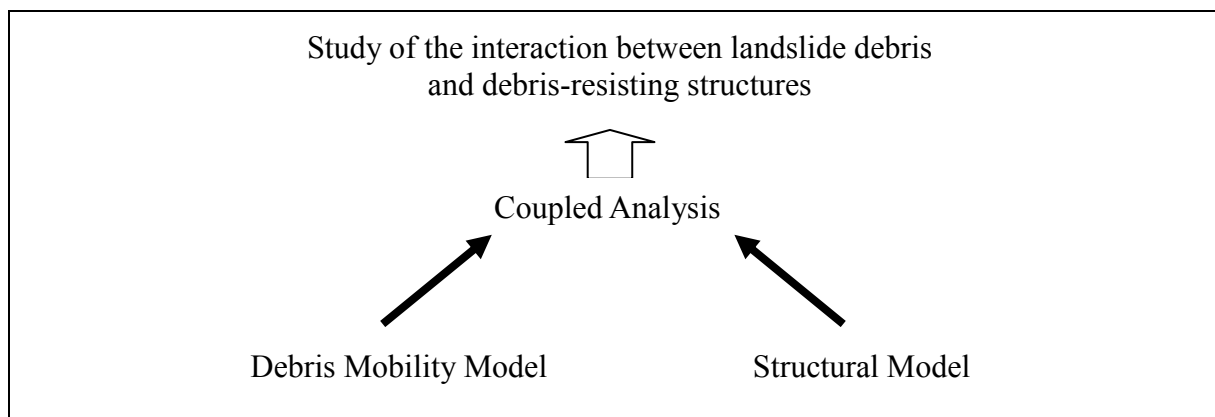 Study of the interaction between landslide debris
and debris-resisting structures
Coupled Analysis
Debris Mobility Model
Structural Model